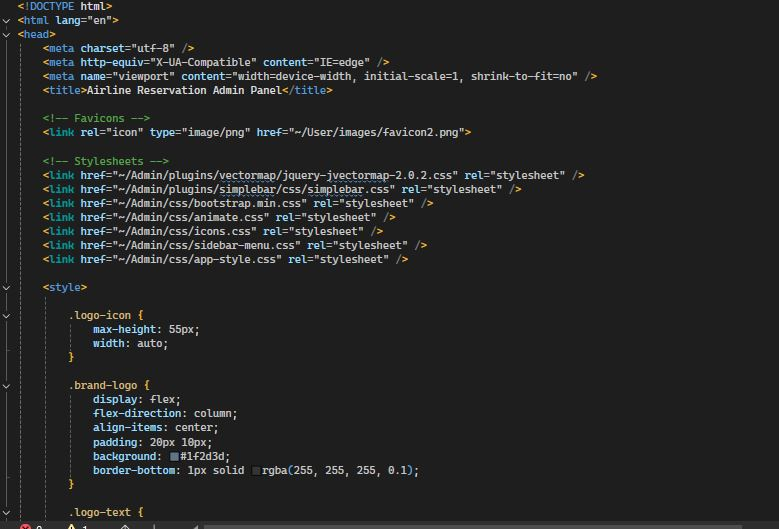 <!DOCTYPE html>
<html lang="en">
<head>
<meta charset="utf-8" />
<meta http-equiv="X-UA-Compatible" content="IE=edge" />
<meta name="viewport" content="width=device-width, initial-scale=1, shrink-to-fit=no" />
<title>Airline Reservation Admin Panel</title>
<!-- Favicons -->
<link rel="icon" type="image/png" href="~/User/images/favicon2.png">
<!-- Stylesheets -->
<link href="~/Admin/plugins/vectormap/jquery-jvectormap-2.0.2.css" rel="stylesheet" />
<link href="~/Admin/plugins/simplebar/css/simplebar.css" rel="stylesheet" />
<link href="~/Admin/css/bootstrap.min.css" rel="stylesheet" />
<link href="~/Admin/css/animate.css" rel="stylesheet" />
<link href="~/Admin/css/icons.css" rel="stylesheet" />
<link href="~/Admin/css/sidebar-menu.css" rel="stylesheet" />
<link href="~/Admin/css/app-style.css" rel="stylesheet" />
<style>
.logo-icon {
max-height: 55px;
width: auto;
}
.brand-logo {
display: flex;
flex-direction: column;
align-items: center;
padding: 20px 10px;
background: #1f2d3d;
border-bottom: 1px solid rgba(255, 255, 255, 0.1);
}
.logo-text {